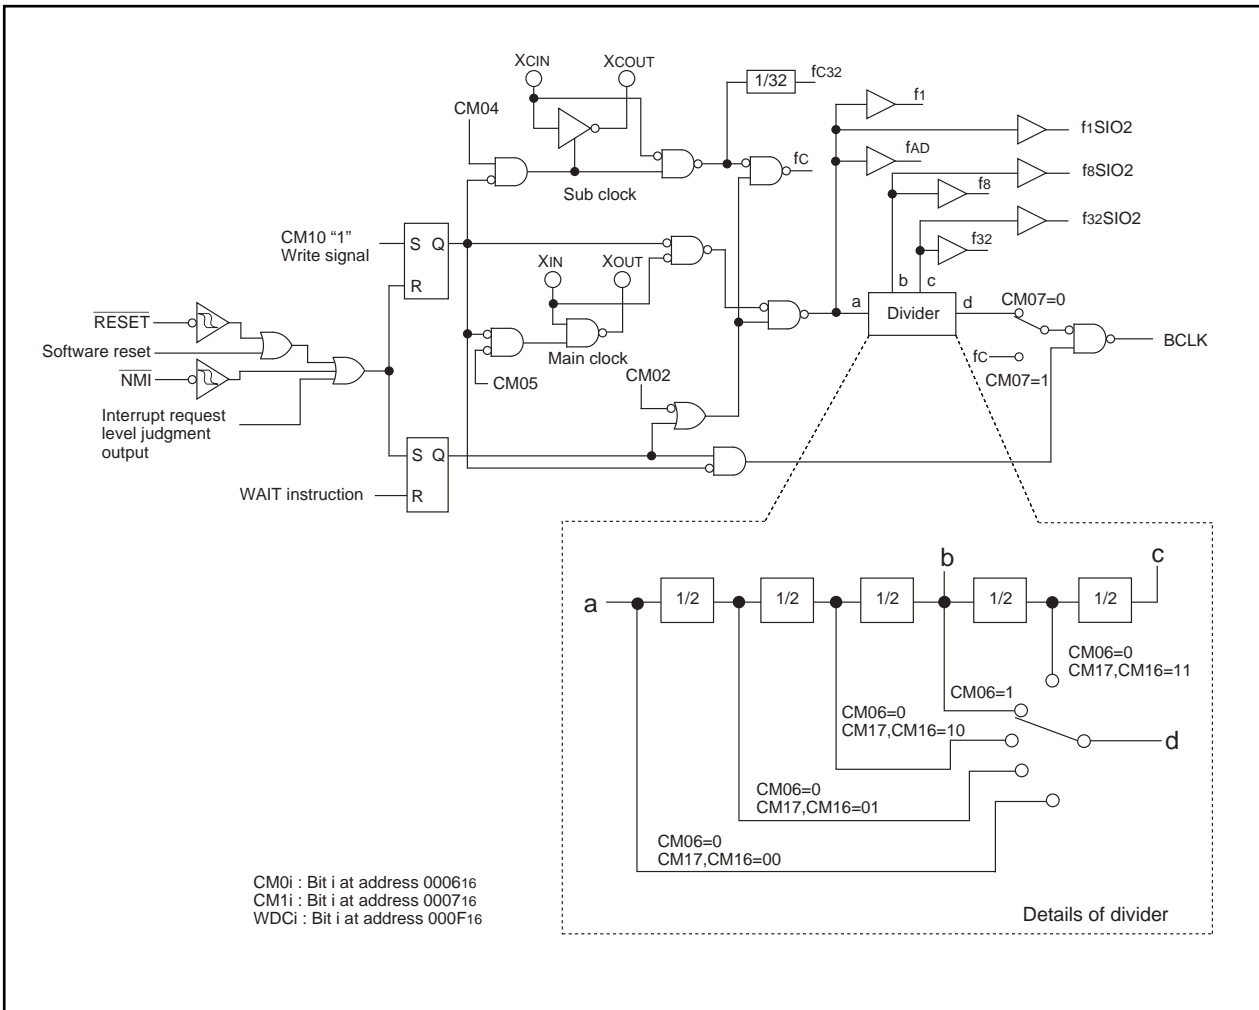 XCIN
XCOUT
1/32
fC32
CM04
f1
f1SIO2
fAD
fC
f8SIO2
f8
Sub clock
f32SIO2
f32
CM10 “1”
Write signal
S Q
R
XIN
XOUT
b
c
a
Divider
d
CM07=0
BCLK
fC
CM07=1
RESET
Software reset
NMI
Main clock
CM05
CM02
Interrupt request
level judgment
output
S Q
R
WAIT instruction
a
1/2
1/2
1/2
b
1/2
1/2
c
CM06=0
CM17,CM16=11
CM06=1
CM06=0
CM17,CM16=10
d
CM06=0
CM17,CM16=01
CM06=0
CM17,CM16=00
CM0i : Bit i at address 000616
CM1i : Bit i at address 000716
WDCi : Bit i at address 000F16
Details of divider